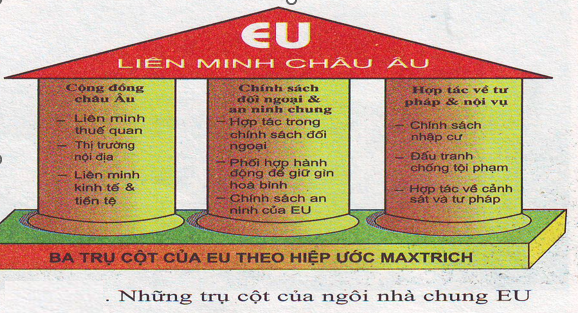 EU
LIÊN MINH CHÂU ÂU
Cộng đồng
châu Âu
– Liên minh
thuế quan
– Thị trường
nội địa
– Liên minh
kinh tế &
tiền tệ
Chính sách
đối ngoại &
an ninh chung
– Hợp tác trong
chính sách đối
ngoại
– Phối hợp hành
động để giữ gìn
hoà bình
– Chính sách an
ninh của EU
Hợp tác về tư
pháp & nội vụ
– Chính sách
nhập cư
– Đấu tranh
chống tội phạm
– Hợp tác về cảnh
sát và tư pháp
BA TRỤ CỘT CỦA EU THEO HIỆP ƯỚC MAXTRICH
. Những trụ cột của ngôi nhà chung EU